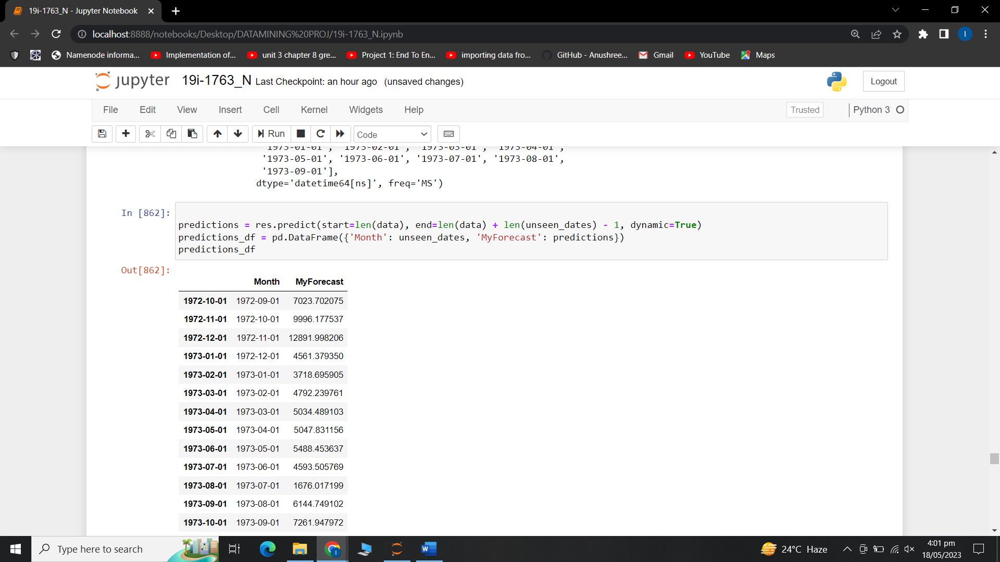 19i-1763_N - Jupyter Notebook
localhost:8888/notebooks/Desktop/DATAMINING%20PROJ/19i-1763_N.ipynb
I
Namenode informa... Implementation of... unit 3 chapter 8 gre... Project 1: End To En... importing data fro... GitHub - Anushree... Gmail YouTube Maps
jupyter 19i-1763_N Last Checkpoint: an hour ago (unsaved changes) Logout
File Edit View Insert Cell Kernel Widgets Help Trusted Python 3
Run Code
'1973-01-01', '1973-02-01', '1973-03-01', '1973-04-01',
'1973-05-01', '1973-06-01', '1973-07-01', '1973-08-01',
'1973-09-01'],
dtype='datetime64[ns]', freq='MS')
In [862]:
predictions = res.predict(start=len(data), end=len(data) + len(unseen_dates) - 1, dynamic=True)
predictions_df = pd.DataFrame({'Month': unseen_dates, 'MyForecast': predictions})
predictions_df
Out[862]:
Month MyForecast
1972-10-01 1972-09-01 7023.702075
1972-11-01 1972-10-01 9996.177537
1972-12-01 1972-11-01 12891.998206
1973-01-01 1972-12-01 4561.379350
1973-02-01 1973-01-01 3718.695905
1973-03-01 1973-02-01 4792.239761
1973-04-01 1973-03-01 5034.489103
1973-05-01 1973-04-01 5047.831156
1973-06-01 1973-05-01 5488.453637
1973-07-01 1973-06-01 4593.505769
1973-08-01 1973-07-01 1676.017199
1973-09-01 1973-08-01 6144.749102
1973-10-01 1973-09-01 7261.947972
Type here to search
24°C Haze
4:01 pm
18/05/2023